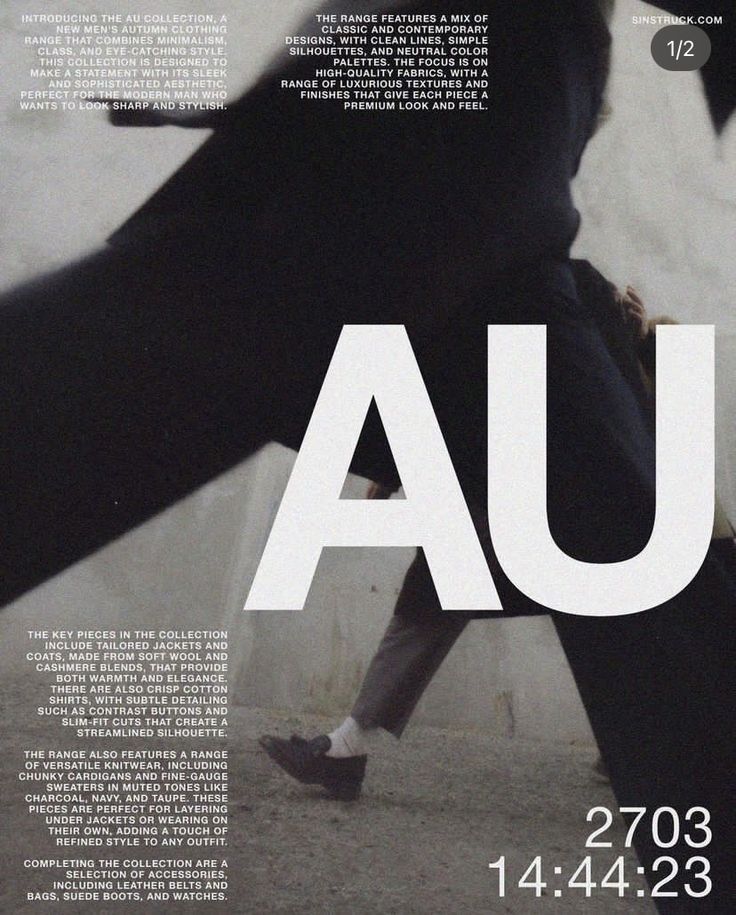 INTRODUCING THE AU COLLECTION, A
NEW MEN'S AUTUMN CLOTHING
RANGE THAT COMBINES MINIMALISM,
CLASS, AND EYE-CATCHING STYLE.
THIS COLLECTION IS DESIGNED TO
MAKE A STATEMENT WITH ITS SLEEK
AND SOPHISTICATED AESTHETIC,
PERFECT FOR THE MODERN MAN WHO
WANTS TO LOOK SHARP AND STYLISH.
THE RANGE FEATURES A MIX OF
CLASSIC AND CONTEMPORARY
DESIGNS, WITH CLEAN LINES, SIMPLE
SILHOUETTES, AND NEUTRAL COLOR
PALETTES. THE FOCUS IS ON
HIGH-QUALITY FABRICS, WITH A
RANGE OF LUXURIOUS TEXTURES AND
FINISHES THAT GIVE EACH PIECE A
PREMIUM LOOK AND FEEL.
SINSTRUCK.COM
1/2
AU
THE KEY PIECES IN THE COLLECTION
INCLUDE TAILORED JACKETS AND
COATS, MADE FROM SOFT WOOL AND
CASHMERE BLENDS, THAT PROVIDE
BOTH WARMTH AND ELEGANCE.
THERE ARE ALSO CRISP COTTON
SHIRTS, WITH SUBTLE DETAILING
SUCH AS CONTRAST BUTTONS AND
SLIM-FIT CUTS THAT CREATE A
STREAMLINED SILHOUETTE.
THE RANGE ALSO FEATURES A RANGE
OF VERSATILE KNITWEAR, INCLUDING
CHUNKY CARDIGANS AND FINE-GAUGE
SWEATERS IN MUTED TONES LIKE
CHARCOAL, NAVY, AND TAUPE. THESE
PIECES ARE PERFECT FOR LAYERING
UNDER JACKETS OR WEARING ON
THEIR OWN, ADDING A TOUCH OF
REFINED STYLE TO ANY OUTFIT.
COMPLETING THE COLLECTION ARE A
SELECTION OF ACCESSORIES,
INCLUDING LEATHER BELTS AND
BAGS, SUEDE BOOTS, AND WATCHES.
2703
14:44:23